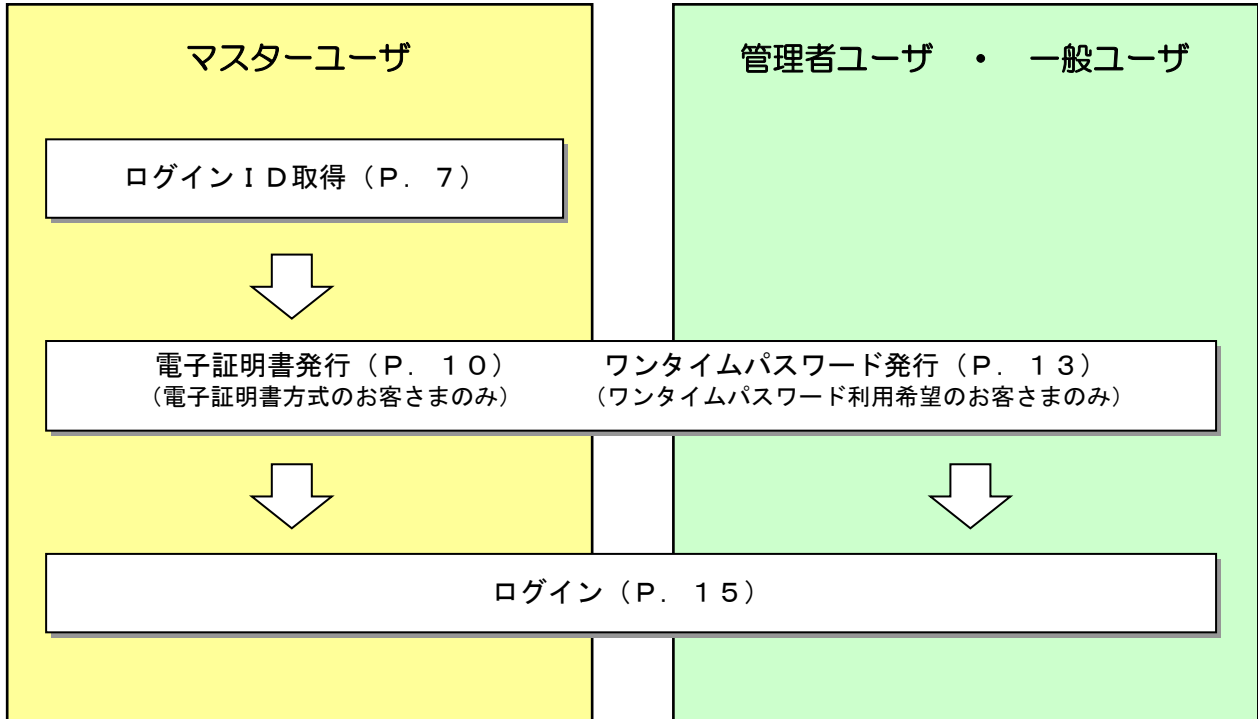 マスターユーザ
管理者ユーザ ・ 一般ユーザ
ログインＩＤ取得（Ｐ．７）
電子証明書発行（Ｐ．１０） ワンタイムパスワード発行（Ｐ．１３）
（電子証明書方式のお客さまのみ） （ワンタイムパスワード利用希望のお客さまのみ）
ログイン（Ｐ．１５）